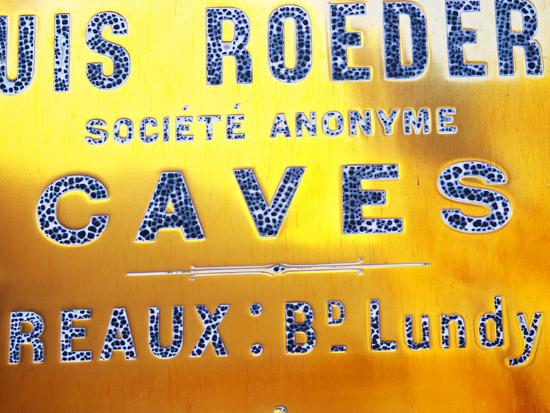 UIS ROEDER
SOCIÉTÉ ANONYME
CAVES
REAUX: BD. Lundy